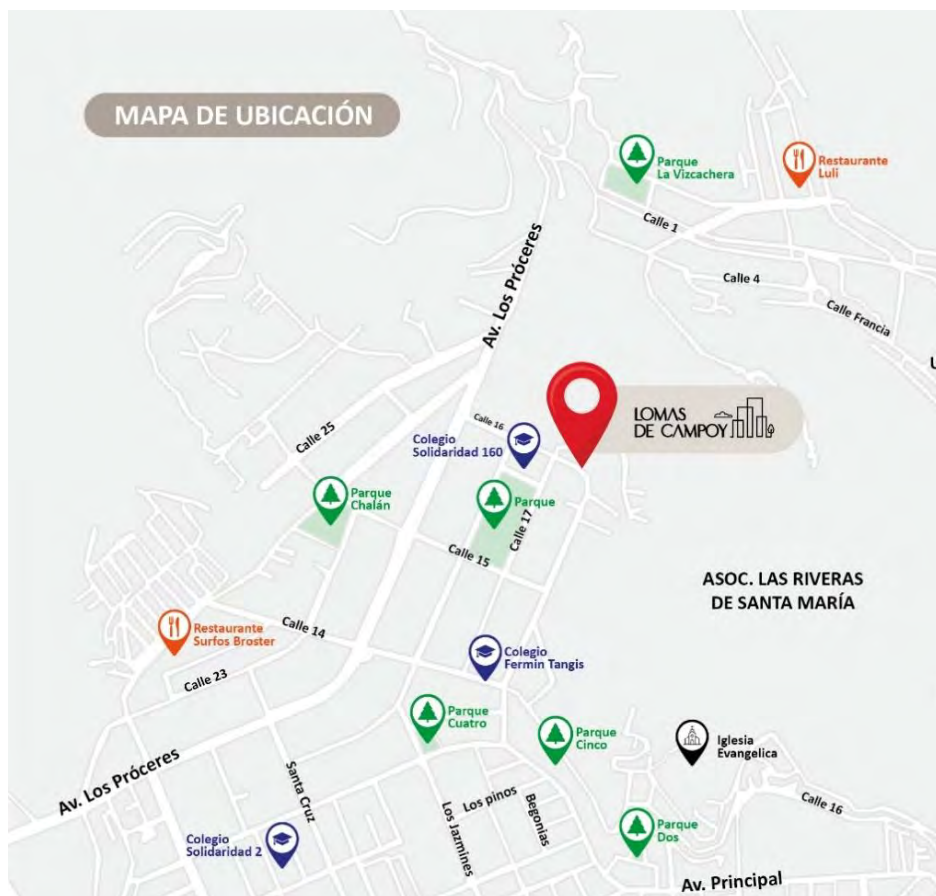 MAPA DE UBICACIÓN
Parque
La Vizcachera
Restaurante
Luli
Calle 1
Av. Los Próceres
Calle 4
Calle Francia
U
LOMAS
DE CAMPOY
Calle 16
Calle 25
Colegio
Solidaridad 160
Parque
Chalán
Parque
Calle 17
Calle 15
ASOC. LAS RIVERAS
DE SANTA MARÍA
Restaurante
Surfos Broster
Calle 14
Colegio
Fermin Tangis
Calle 23
Parque
Cuatro
Parque
Cinco
Iglesia
Evangelica
Av. Los Próceres
Santa Cruz
Los pinos
Begonias
Calle 16
Los Jazmines
Parque
Dos
Colegio
Solidaridad 2
Av. Principal